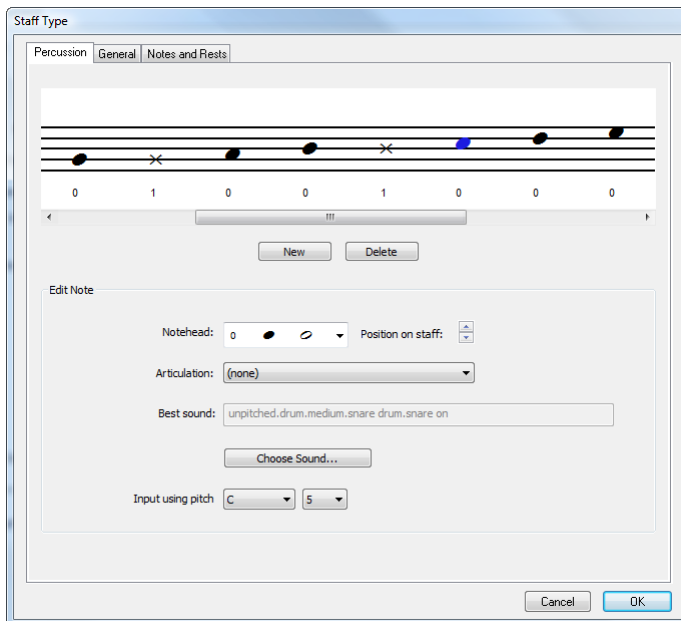 Staff Type
Percussion General Notes and Rests
0 1 0 0 1 0 0 0
New Delete
Edit Note
Notehead: 0 Position on staff:
Articulation: (none)
Best sound: unpitched.drum.medium.snare drum.snare on
Choose Sound...
Input using pitch C 5
Cancel OK